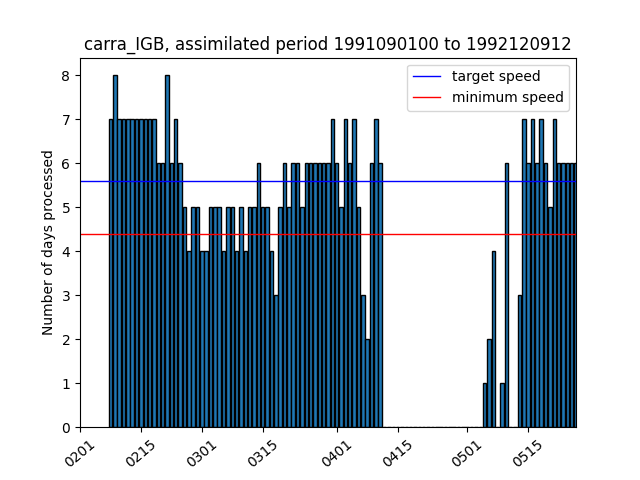 carra_IGB, assimilated period 1991090100 to 1992120912
target speed
minimum speed
Number of days processed
8
7
6
5
4
3
2
1
0
0201 0215 0301 0315 0401 0415 0501 0515